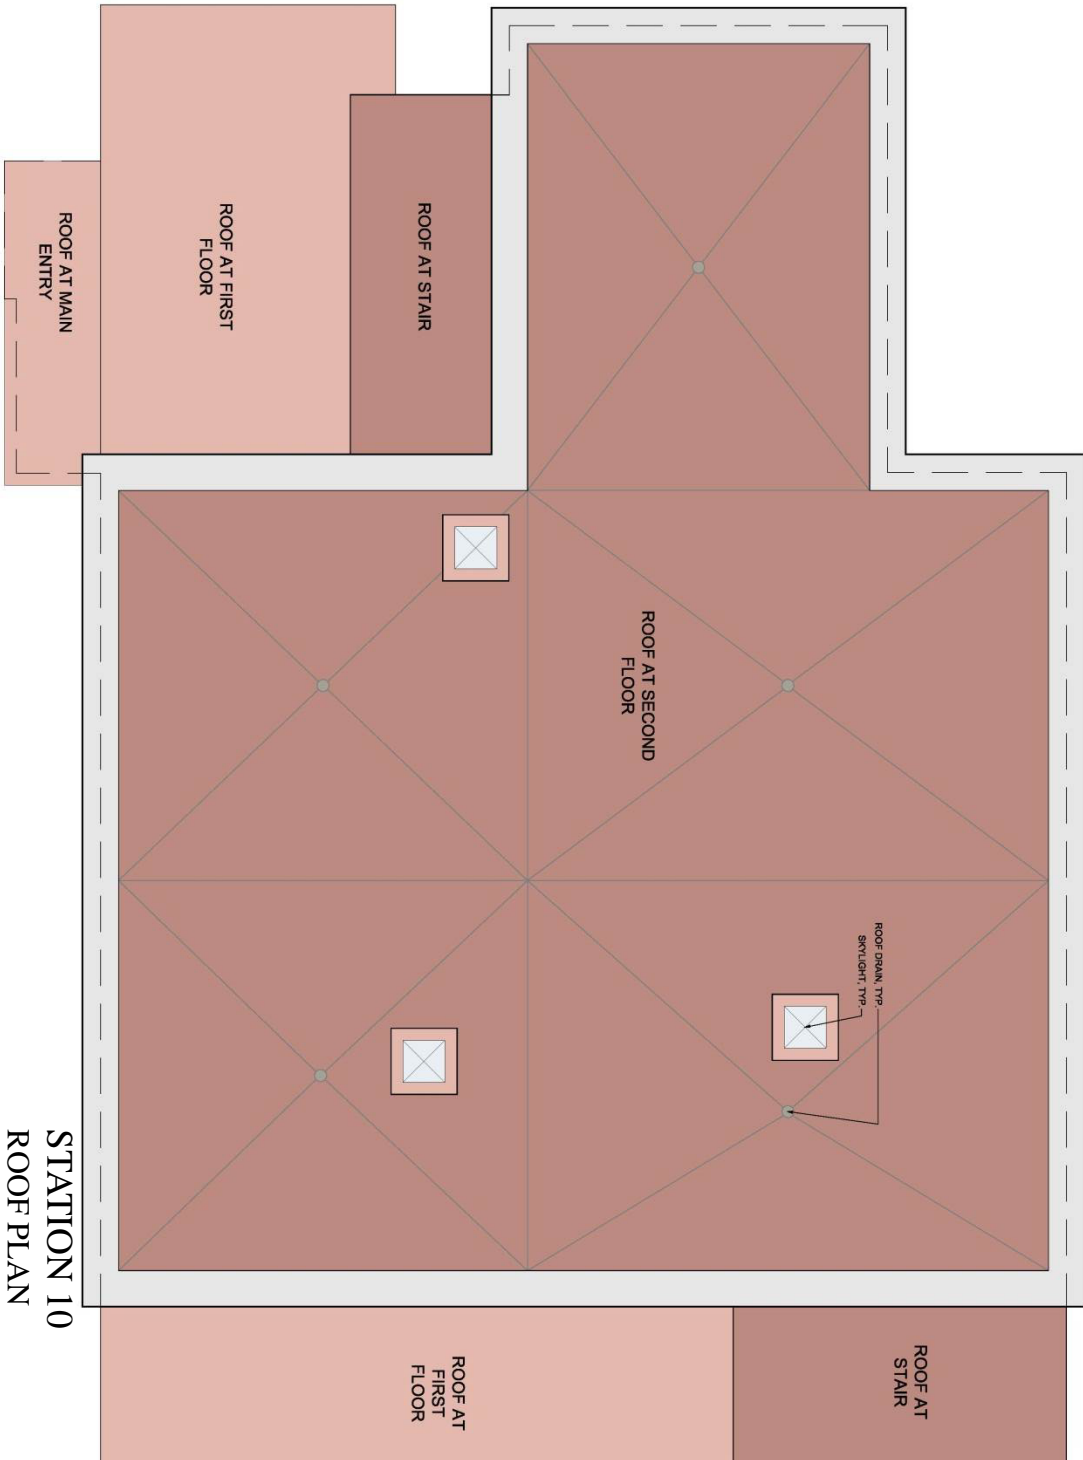 ROOF AT STAIR
ROOF AT FIRST
FLOOR
ROOF AT MAIN
ENTRY
ROOF AT SECOND
FLOOR
ROOF DRAIN, TYP.
SKYLIGHT, TYP.
ROOF AT
STAIR
ROOF AT
FIRST
FLOOR
STATION 10
ROOF PLAN